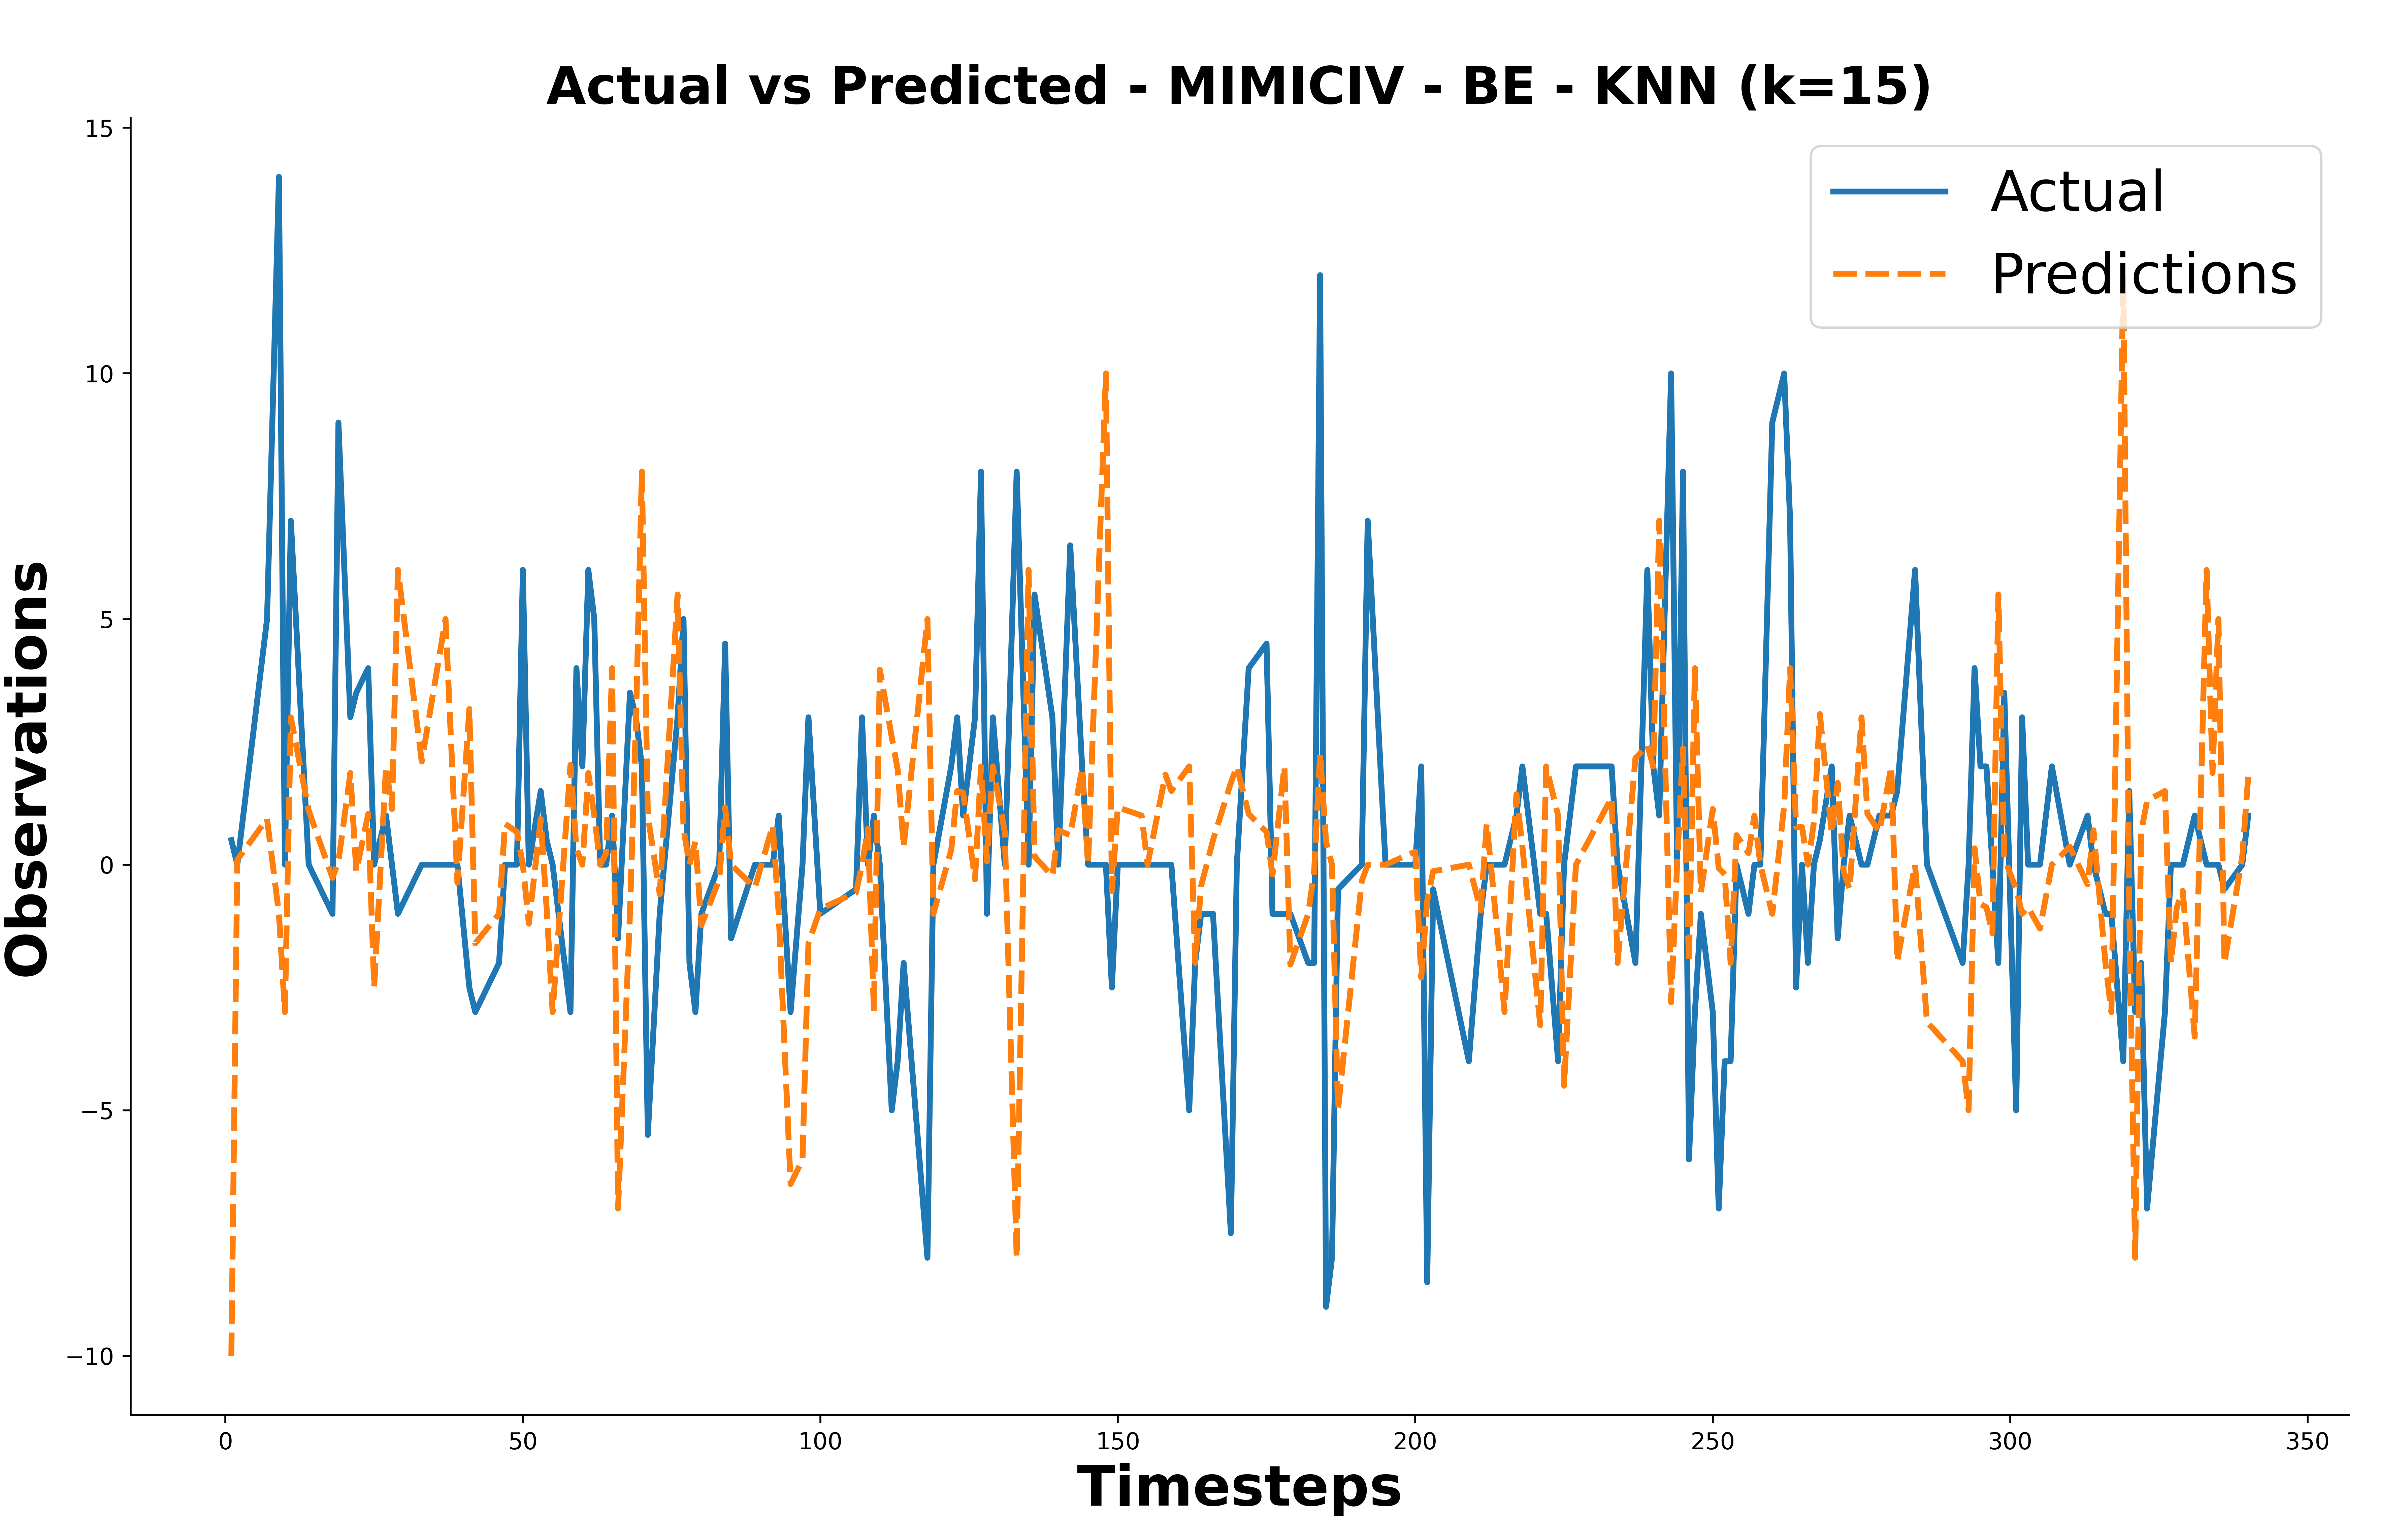 Actual vs Predicted - MIMICIV - BE - KNN (k=15)
Actual
Predictions
Observations
15
10
5
0
−5
−10
0 50 100 150 200 250 300 350
Timesteps